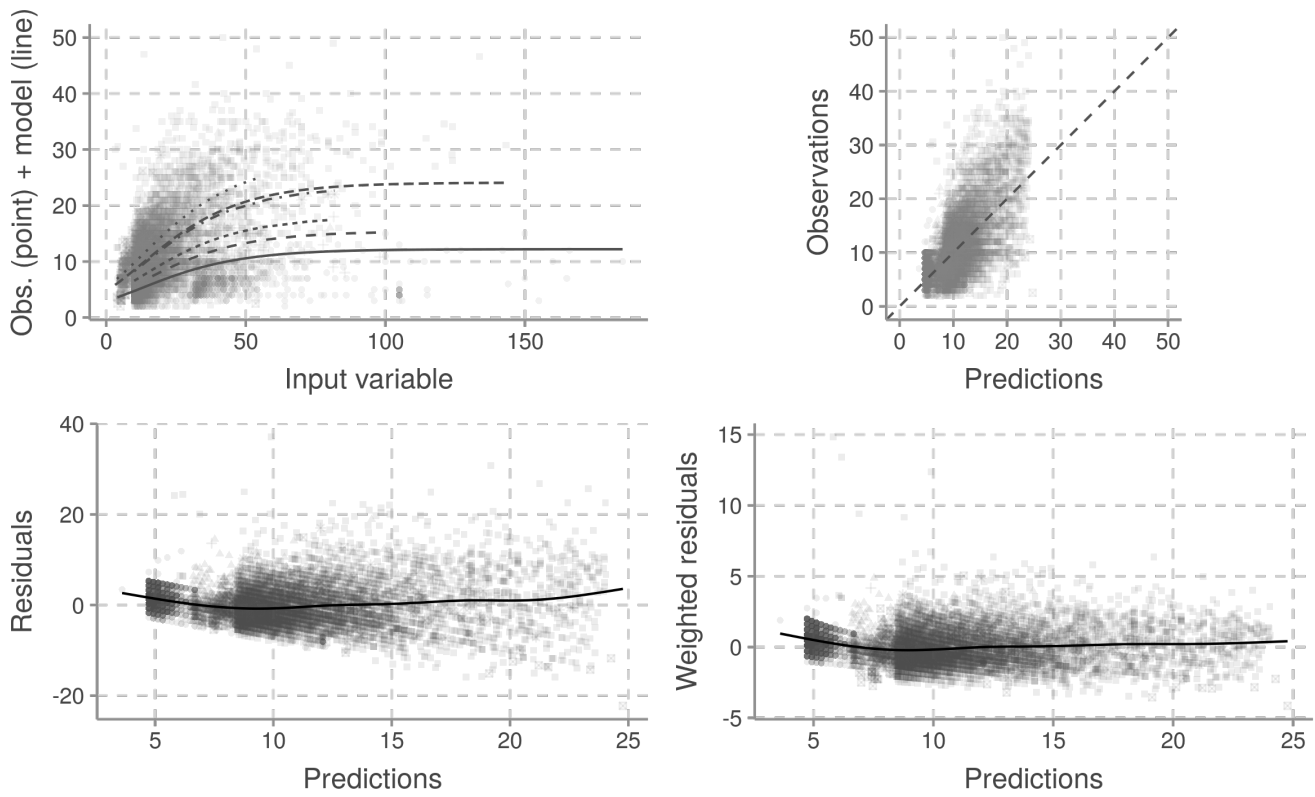 Obs. (point) + model (line)
50
40
30
20
10
0
0 50 100 150
Input variable
Observations
50
40
30
20
10
0
0 10 20 30 40 50
Predictions
Residuals
40
20
0
-20
5 10 15 20 25
Predictions
Weighted residuals
15
10
5
0
-5
5 10 15 20 25
Predictions